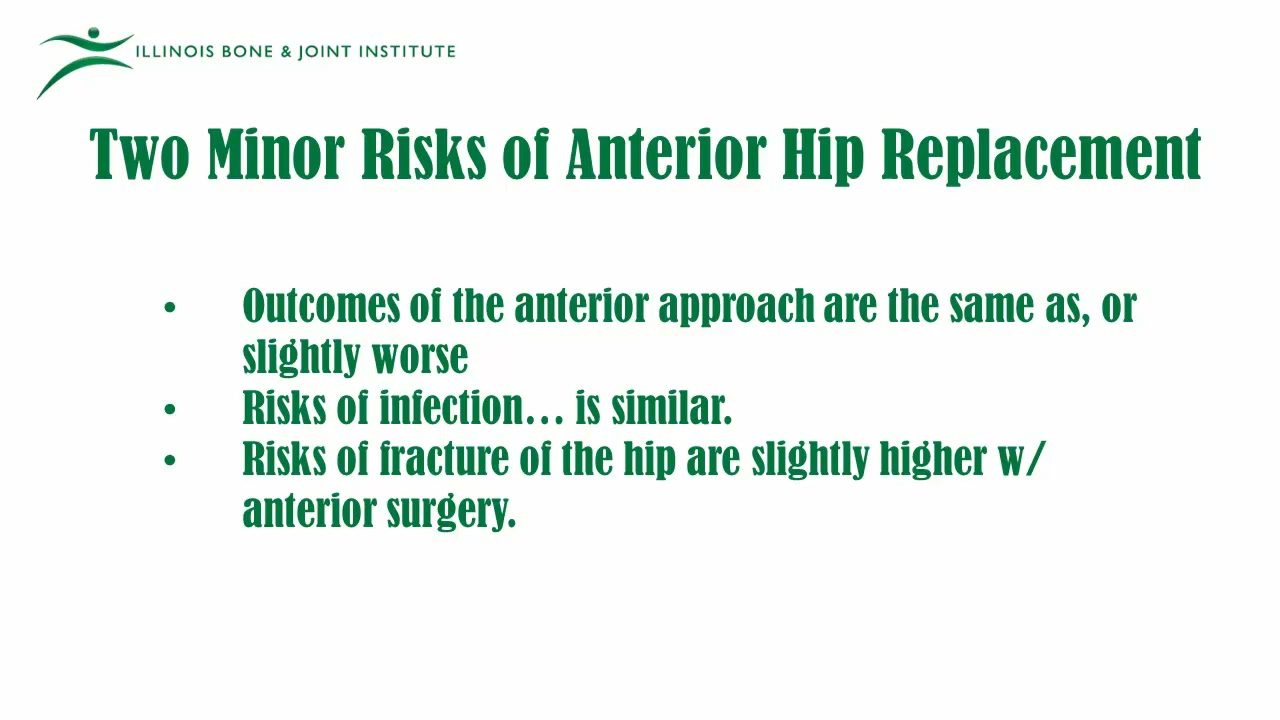 ILLINOIS BONE & JOINT INSTITUTE
Two Minor Risks of Anterior Hip Replacement
• Outcomes of the anterior approach are the same as, or
slightly worse
• Risks of infection… is similar.
• Risks of fracture of the hip are slightly higher w/
anterior surgery.